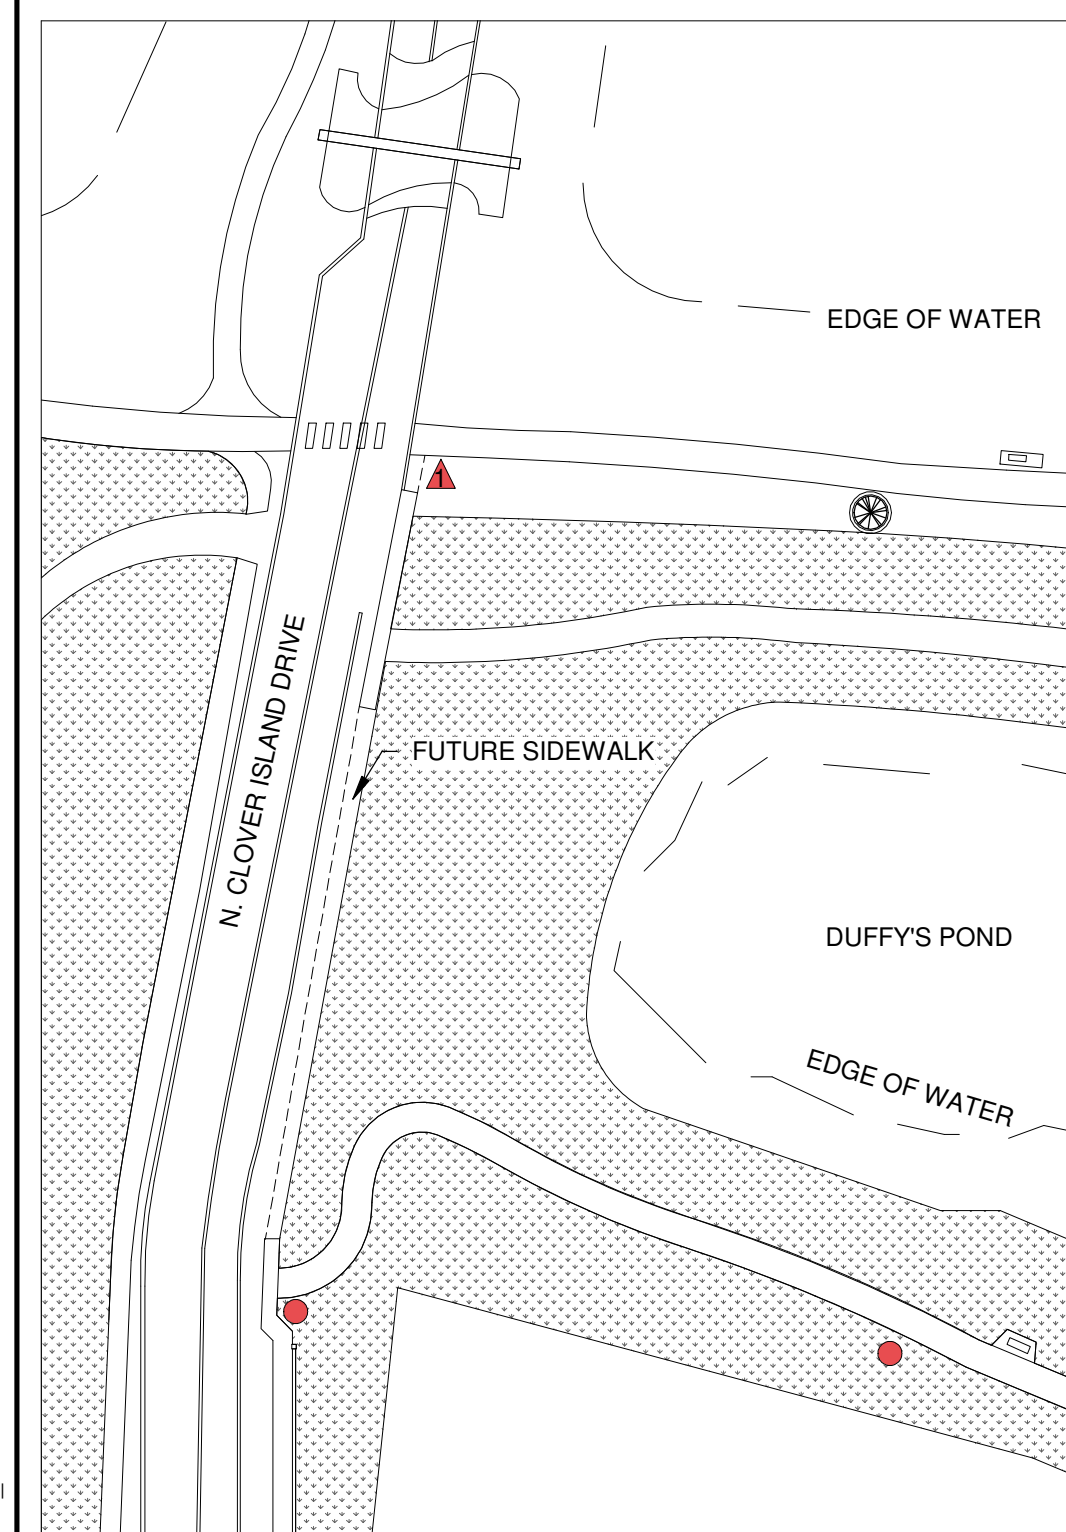 EDGE OF WATER
1
N. CLOVER ISLAND DRIVE
FUTURE SIDEWALK
DUFFY'S POND
EDGE OF WATER